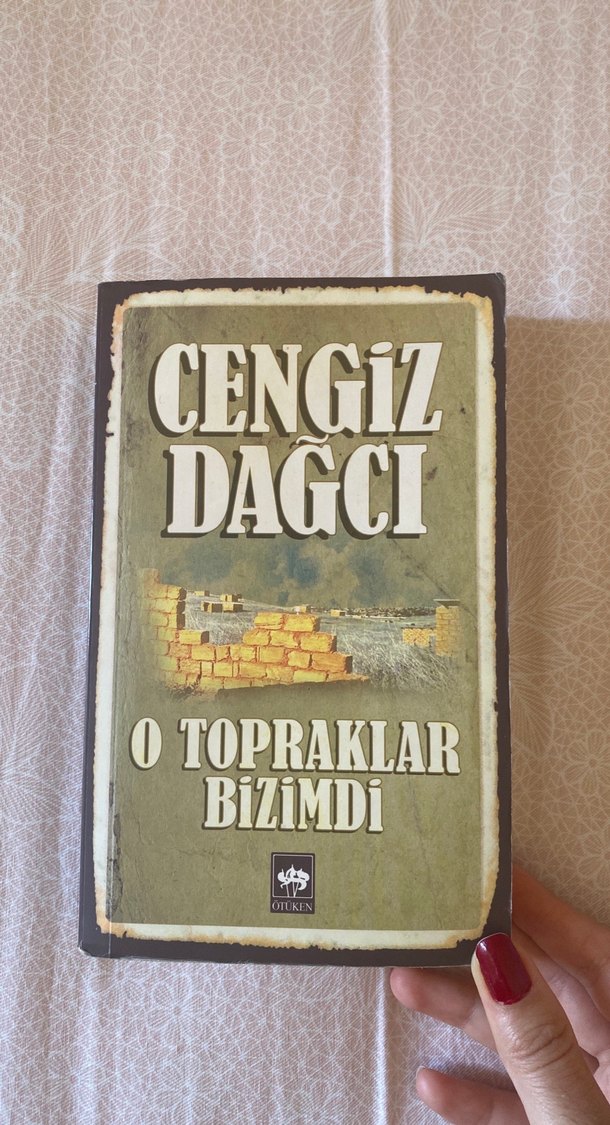 CENGİZ
DAĞCI
O TOPRAKLAR
BİZİMDİ
ÖTÜKEN